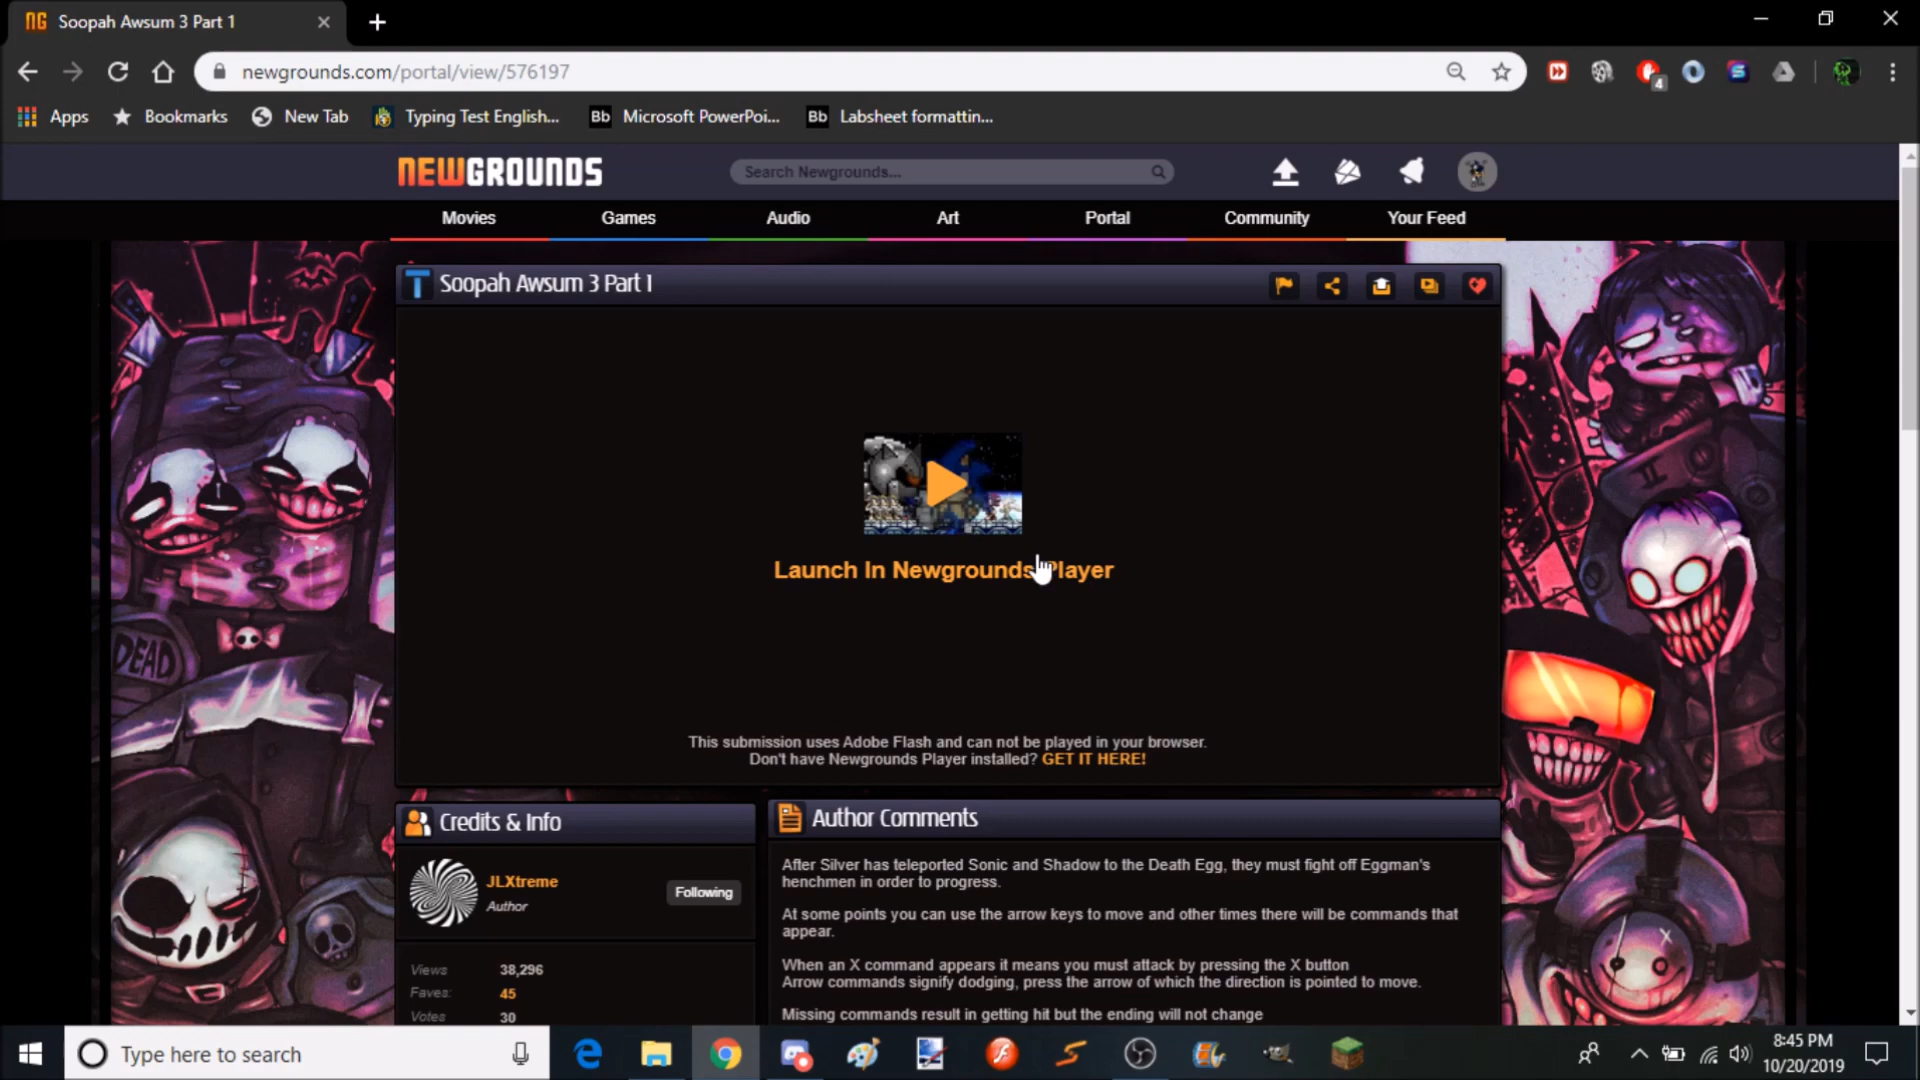 Soopah Awsum 3 Part 1
newgrounds.com/portal/view/576197
4
Apps
Bookmarks
New Tab
Typing Test English...
Bb
Microsoft PowerPoi...
Bb
Labsheet formattin...
NEWGROUNDS
Search Newgrounds...
Movies
Games
Audio
Art
Portal
Community
Your Feed
Soopah Awsum 3 Part 1
Launch In Newgrounds Player
This submission uses Adobe Flash and can not be played in your browser.
Don't have Newgrounds Player installed? GET IT HERE!
DEAD
Credits & Info
JLXtreme
Author
Following
Views 38,296
Faves: 45
Votes 30
Author Comments
After Silver has teleported Sonic and Shadow to the Death Egg, they must fight off Eggman's
henchmen in order to progress.
At some points you can use the arrow keys to move and other times there will be commands that
appear.
When an X command appears it means you must attack by pressing the X button
Arrow commands signify dodging, press the arrow of which the direction is pointed to move.
Missing commands result in getting hit but the ending will not change
Type here to search
8:45 PM
10/20/2019